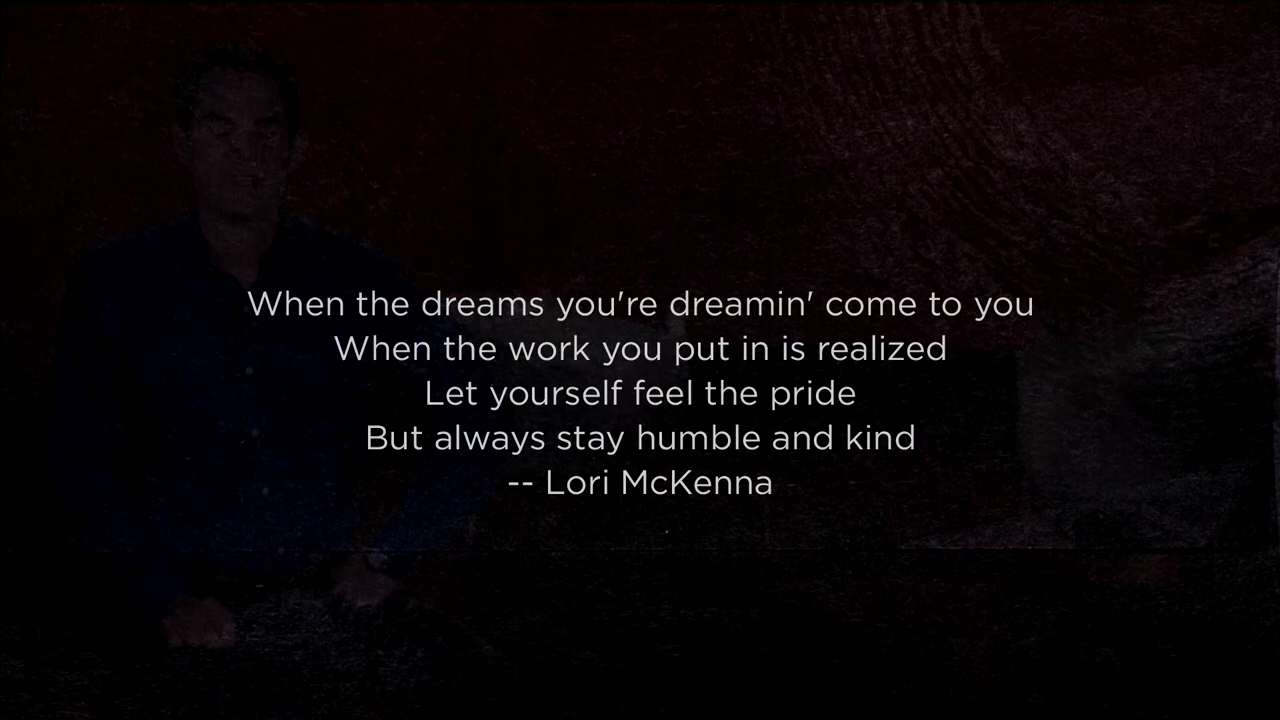 When the dreams you're dreamin' come to you
When the work you put in is realized
Let yourself feel the pride
But always stay humble and kind
-- Lori McKenna